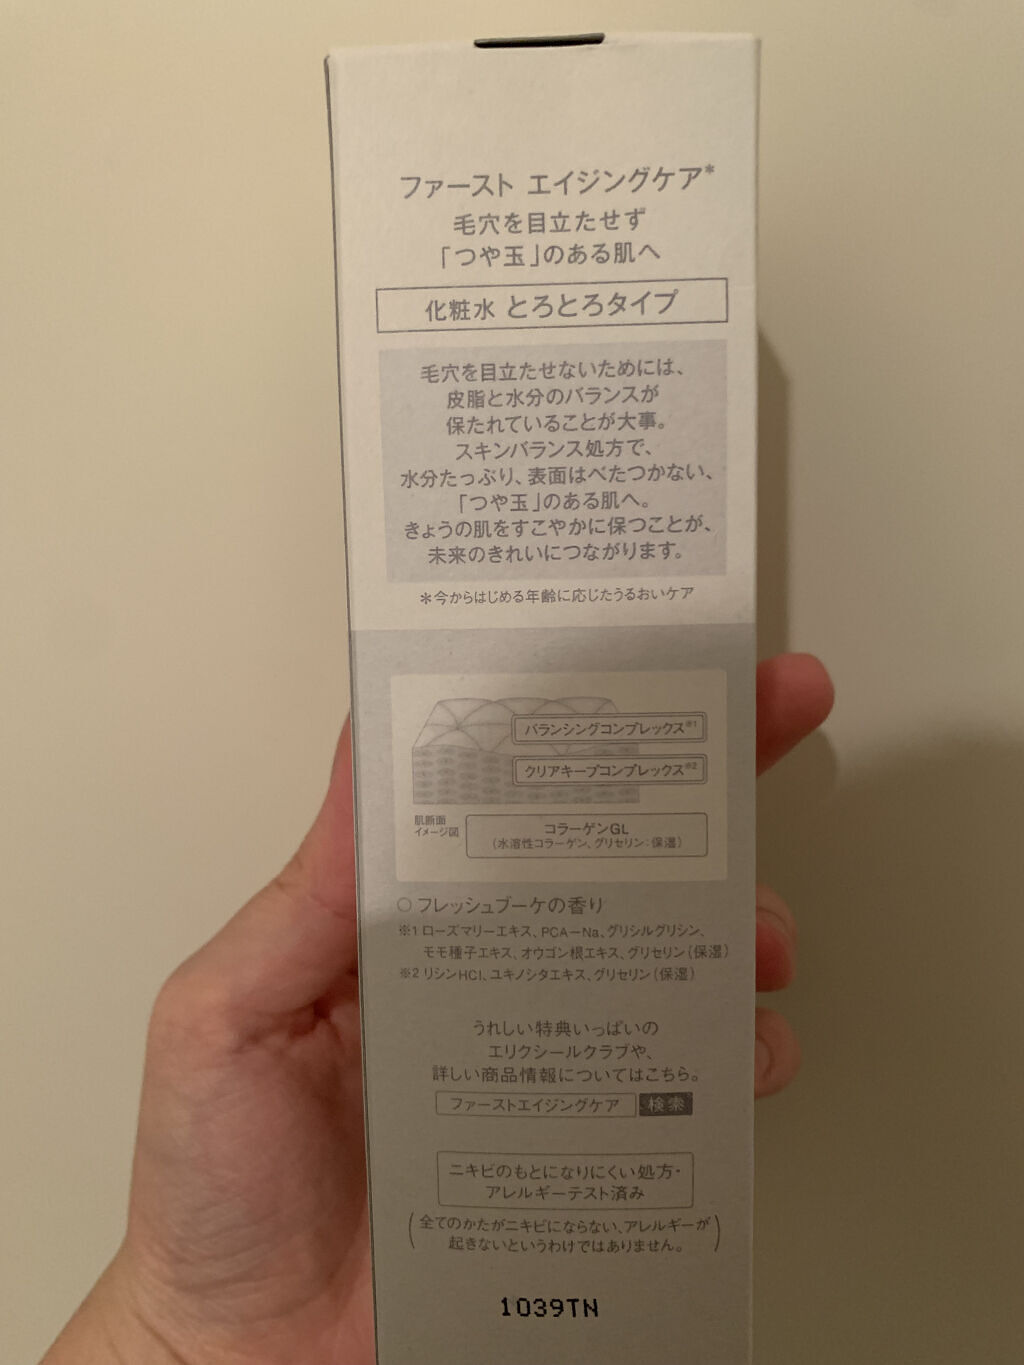 ファースト エイジングケア*
毛穴を目立たせず
「つや玉」のある肌へ
化粧水 とろとろタイプ
毛穴を目立たせないためには、
皮脂と水分のバランスが
保たれていることが大事。
スキンバランス処方で、
水分たっぷり、表面はべたつかない、
「つや玉」のある肌へ。
きょうの肌をすこやかに保つことが、
未来のきれいにつながります。
＊今からはじめる年齢に応じたうるおいケア
バランシングコンプレックス※1
クリアキープコンプレックス※2
肌断面
イメージ図
コラーゲンGL
（水溶性コラーゲン、グリセリン：保湿）
○ フレッシュブーケの香り
※1 ローズマリーエキス、PCA－Na、グリシルグリシン、
モモ種子エキス、オウゴン根エキス、グリセリン（保湿）
※2 リシンHCl、ユキノシタエキス、グリセリン（保湿）
うれしい特典いっぱいの
エリクシールクラブや、
詳しい商品情報についてはこちら。
ファーストエイジングケア 検索
ニキビのもとになりにくい処方・
アレルギーテスト済み
（全てのかたがニキビにならない、アレルギーが
起きないというわけではありません。）
1039TN